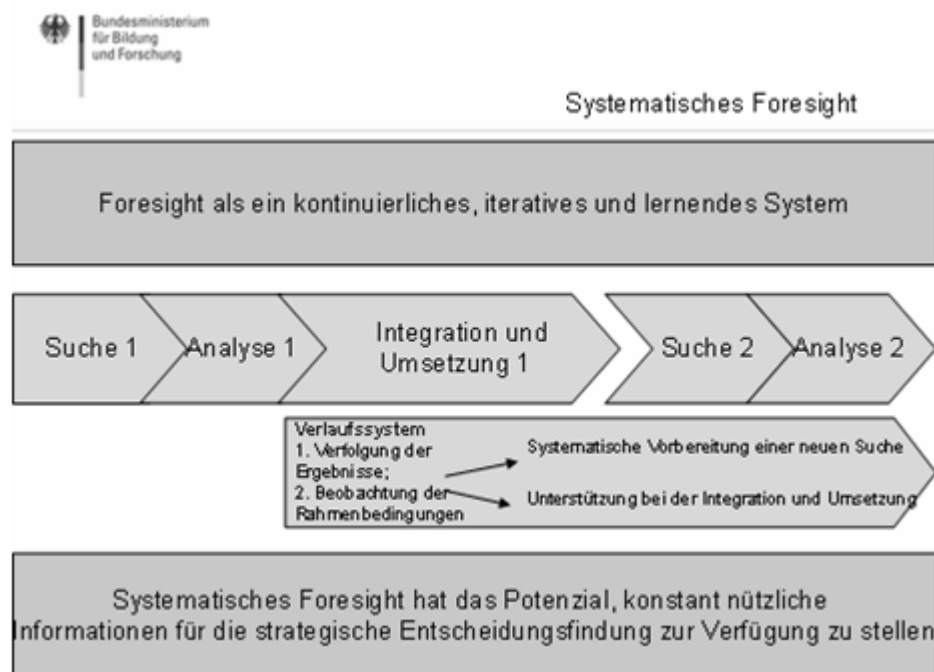 Bundesministerium
für Bildung
und Forschung
Systematisches Foresight
Foresight als ein kontinuierliches, iteratives und lernendes System
Suche 1
Analyse 1
Integration und
Umsetzung 1
Suche 2
Analyse 2
Verlaufssystem
1. Verfolgung der
Ergebnisse;
2. Beobachtung der
Rahmenbedingungen
Systematische Vorbereitung einer neuen Suche
Unterstützung bei der Integration und Umsetzung
Systematisches Foresight hat das Potenzial, konstant nützliche
Informationen für die strategische Entscheidungsfindung zur Verfügung zu stellen